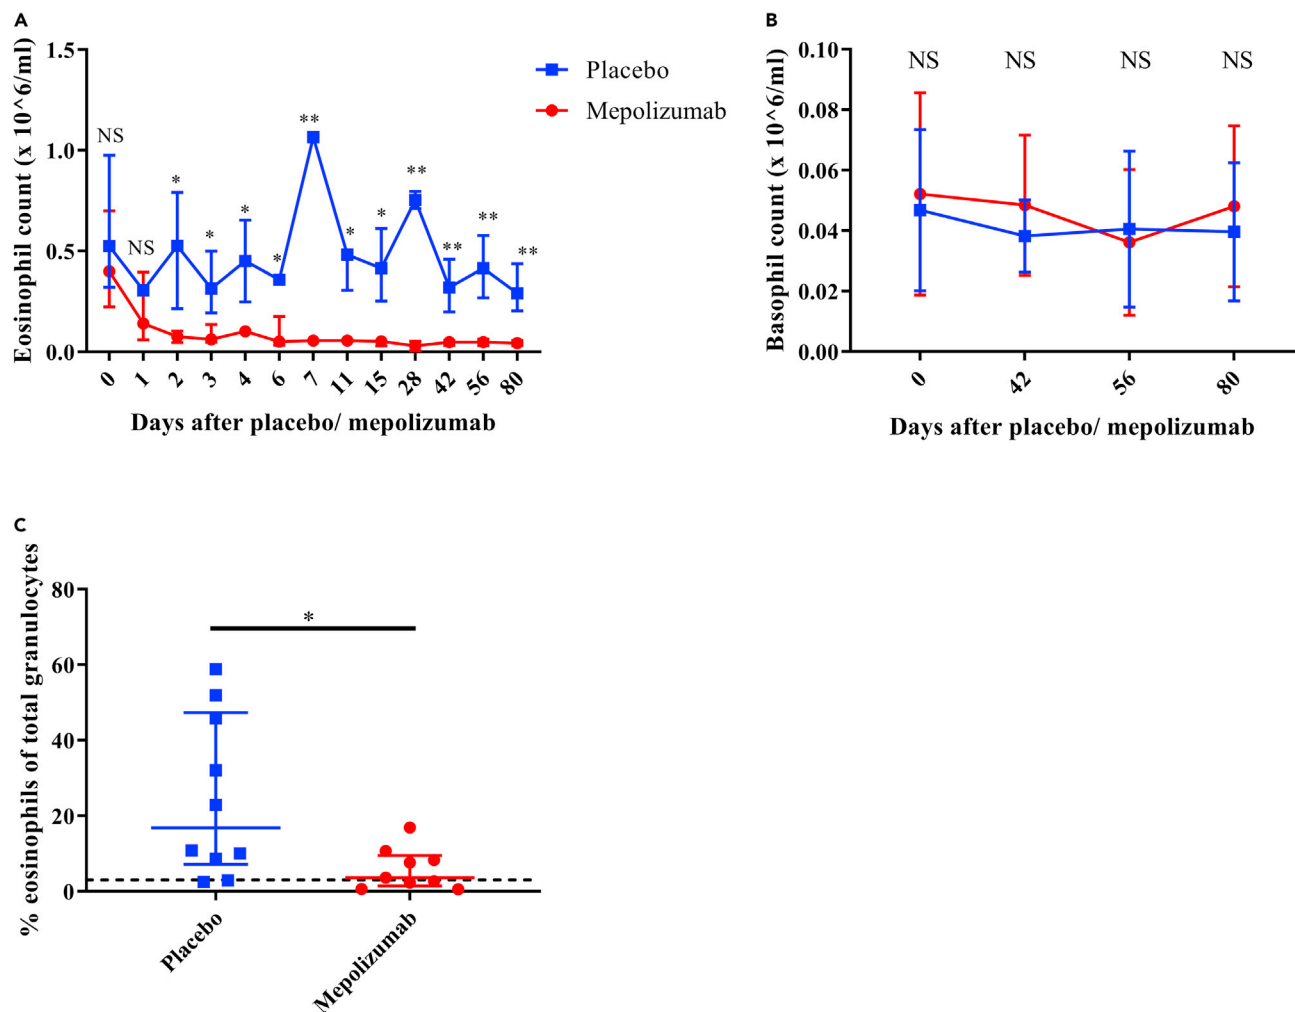 A
Eosinophil count (x 10^6/ml)
1.5
1.0
0.5
0.0
NS
NS
*
*
*
*
**
*
*
**
**
**
**
Placebo
Mepolizumab
0 1 2 3 4 6 7 11 15 28 42 56 80
Days after placebo/ mepolizumab
B
Basophil count (x 10^6/ml)
0.10
0.08
0.06
0.04
0.02
0.00
NS NS NS NS
0 42 56 80
Days after placebo/ mepolizumab
C
% eosinophils of total granulocytes
80
60
40
20
0
*
Placebo
Mepolizumab